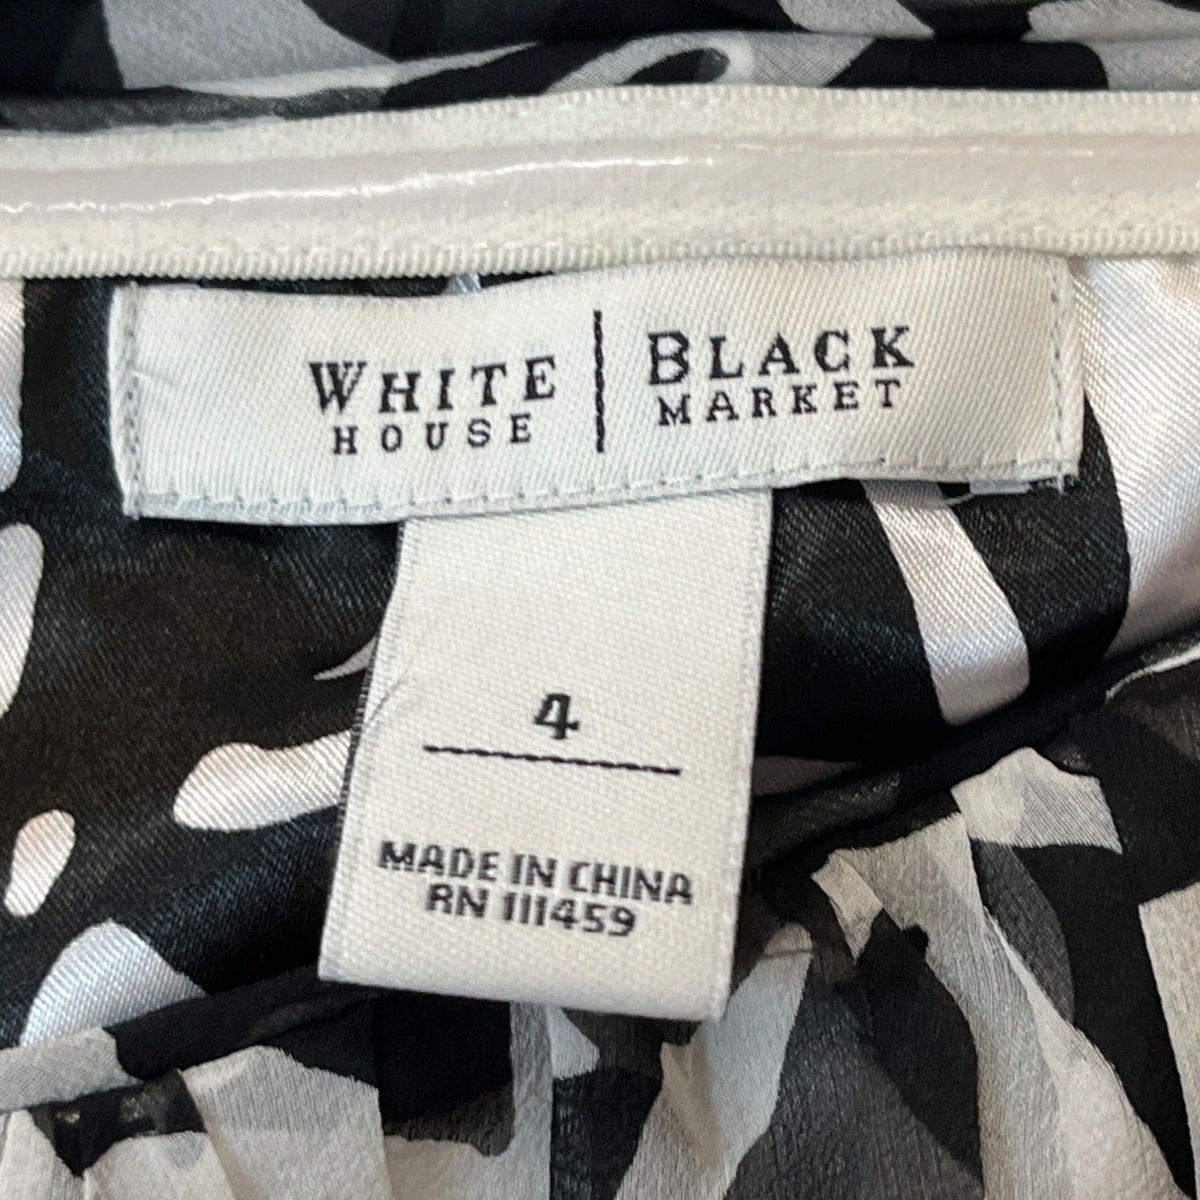 WHITE | BLACK
HOUSE | MARKET
4
MADE IN CHINA
RN 111459